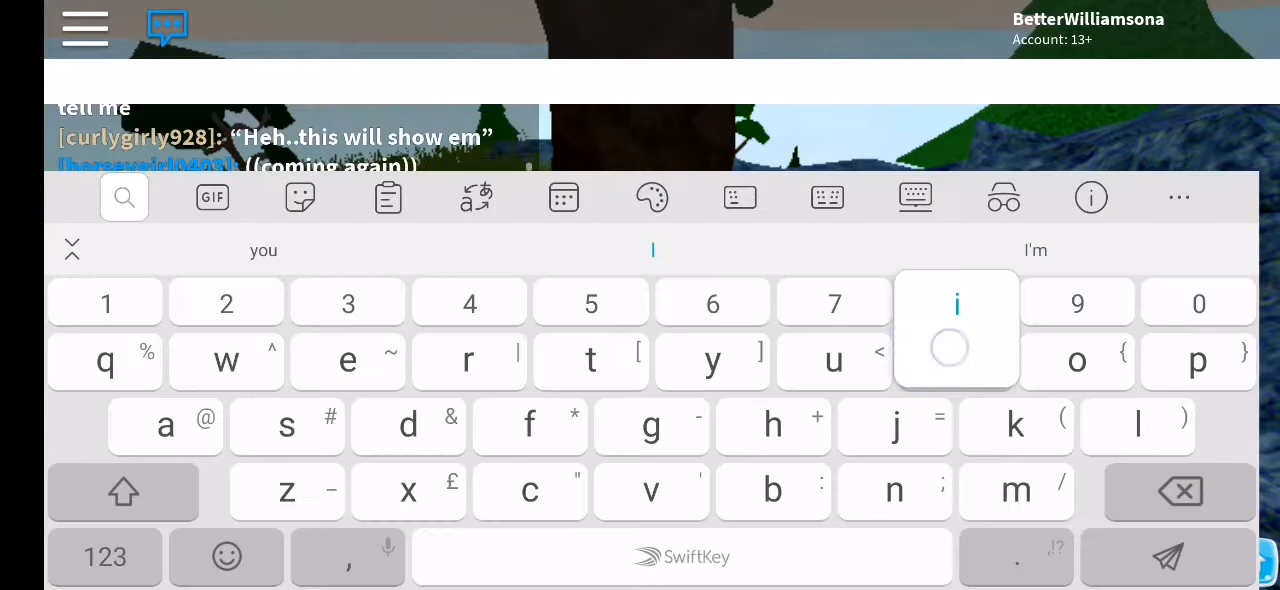 BetterWilliamsona
Account: 13+
tell me
[curlygirly928]: “Heh..this will show em”
[horseygirl0403]: ((coming again))
GIF
you I I'm
1 2 3 4 5 6 7 i 9 0
q % w ^ e ~ r | t [ y ] u < o { p }
a @ s # d & f * g - h + j = k ( l )
z _ x £ c " v ' b : n ; m /
123 , SwiftKey . ,!?